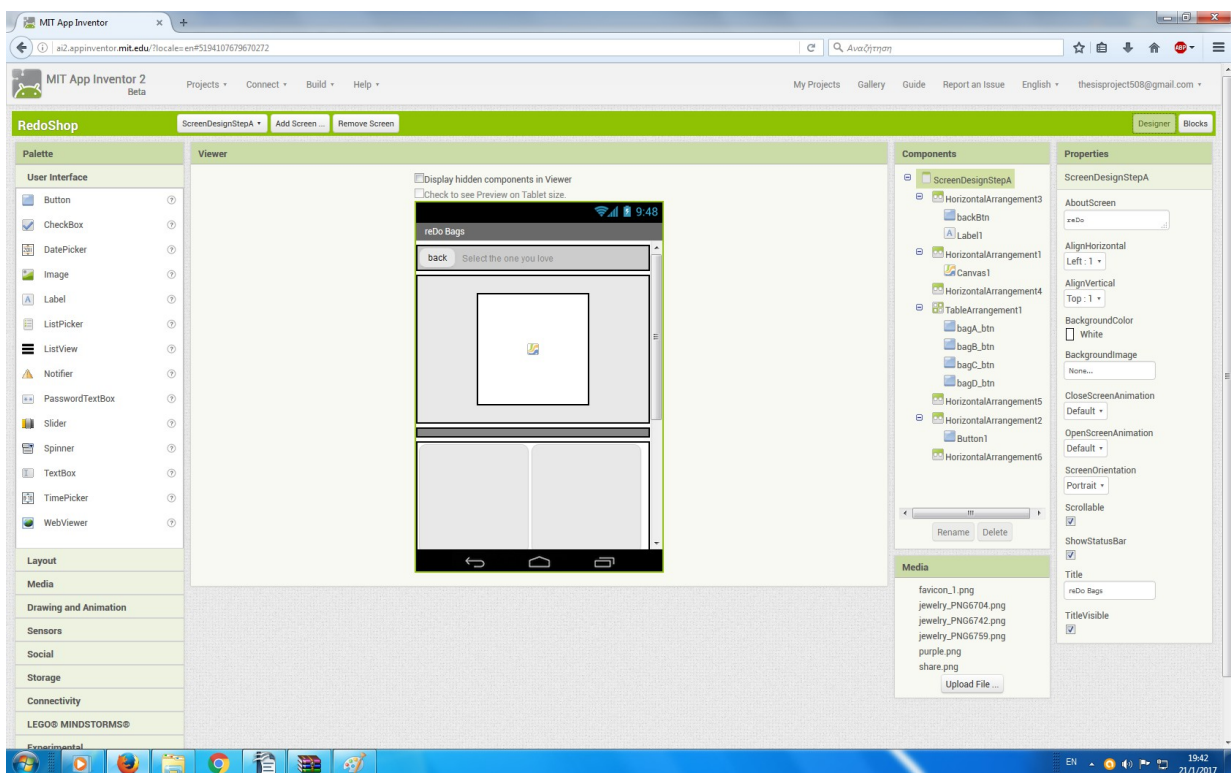 MIT App Inventor
ai2.appinventor.mit.edu/?locale=en#5194107679670272
Αναζήτηση
ABP
MIT App Inventor 2
Beta
Projects
Connect
Build
Help
My Projects
Gallery
Guide
Report an Issue
English
thesisproject508@gmail.com
RedoShop
ScreenDesignStepA
Add Screen ...
Remove Screen
Designer
Blocks
Palette
User Interface
Button
CheckBox
DatePicker
Image
Label
ListPicker
ListView
Notifier
PasswordTextBox
Slider
Spinner
TextBox
TimePicker
WebViewer
Layout
Media
Drawing and Animation
Sensors
Social
Storage
Connectivity
LEGO® MINDSTORMS®
Experimental
Viewer
Display hidden components in Viewer
Check to see Preview on Tablet size.
9:48
reDo Bags
back
Select the one you love
Components
ScreenDesignStepA
HorizontalArrangement3
backBtn
Label1
HorizontalArrangement1
Canvas1
HorizontalArrangement4
TableArrangement1
bagA_btn
bagB_btn
bagC_btn
bagD_btn
HorizontalArrangement5
HorizontalArrangement2
Button1
HorizontalArrangement6
Rename
Delete
Media
favicon_1.png
jewelry_PNG6704.png
jewelry_PNG6742.png
jewelry_PNG6759.png
purple.png
share.png
Upload File ...
Properties
ScreenDesignStepA
AboutScreen
reDo
AlignHorizontal
Left : 1
AlignVertical
Top : 1
BackgroundColor
White
BackgroundImage
None...
CloseScreenAnimation
Default
OpenScreenAnimation
Default
ScreenOrientation
Portrait
Scrollable
ShowStatusBar
Title
reDo Bags
TitleVisible
EN
19:42
21/1/2017